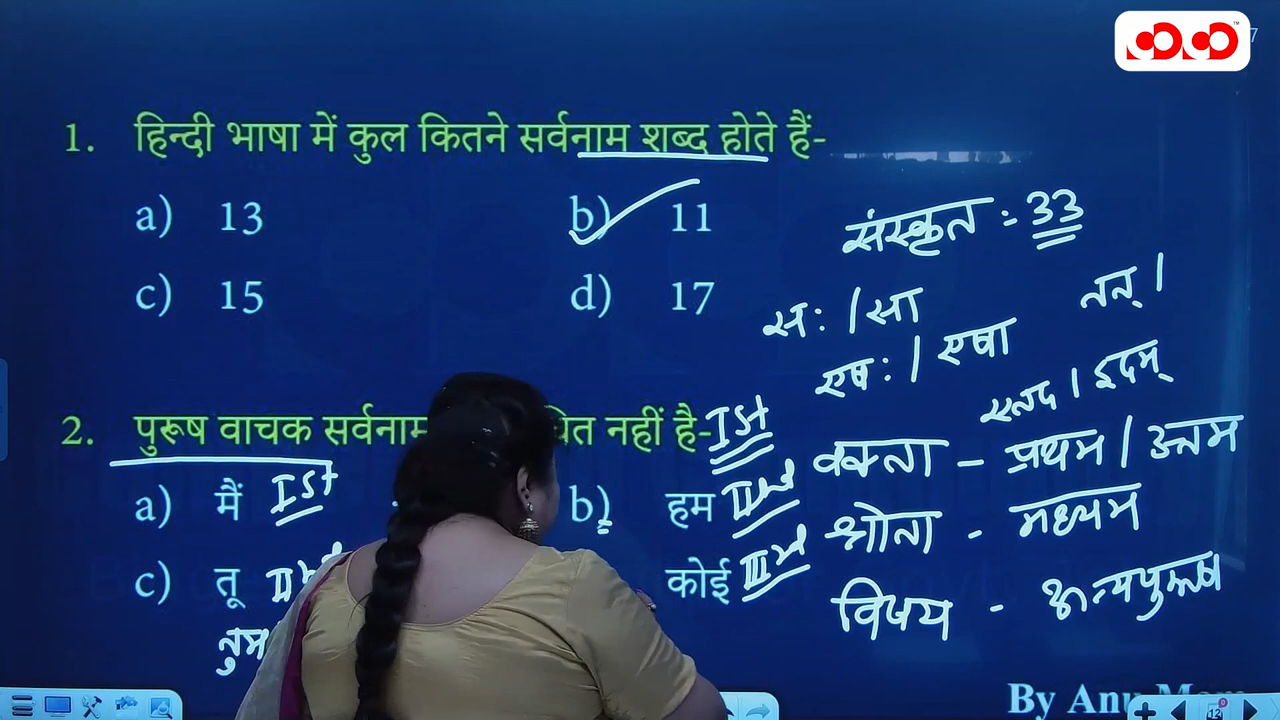 1. हिन्दी भाषा में कुल कितने सर्वनाम शब्द होते हैं-
a) 13
b) 11
c) 15
d) 17
संस्कृत : 33
सः / सा
तत् ।
एषः / एषा
एतद । इदम्
2. पुरूष वाचक सर्वनाम नहीं है-
a) मैं Ist
b) हम
c) तू
कोई
तुम
Ist वक्ता - प्रथम / उत्तम
IInd श्रोता - मध्यम
IIIrd विषय - अन्यपुरूष
By Anu